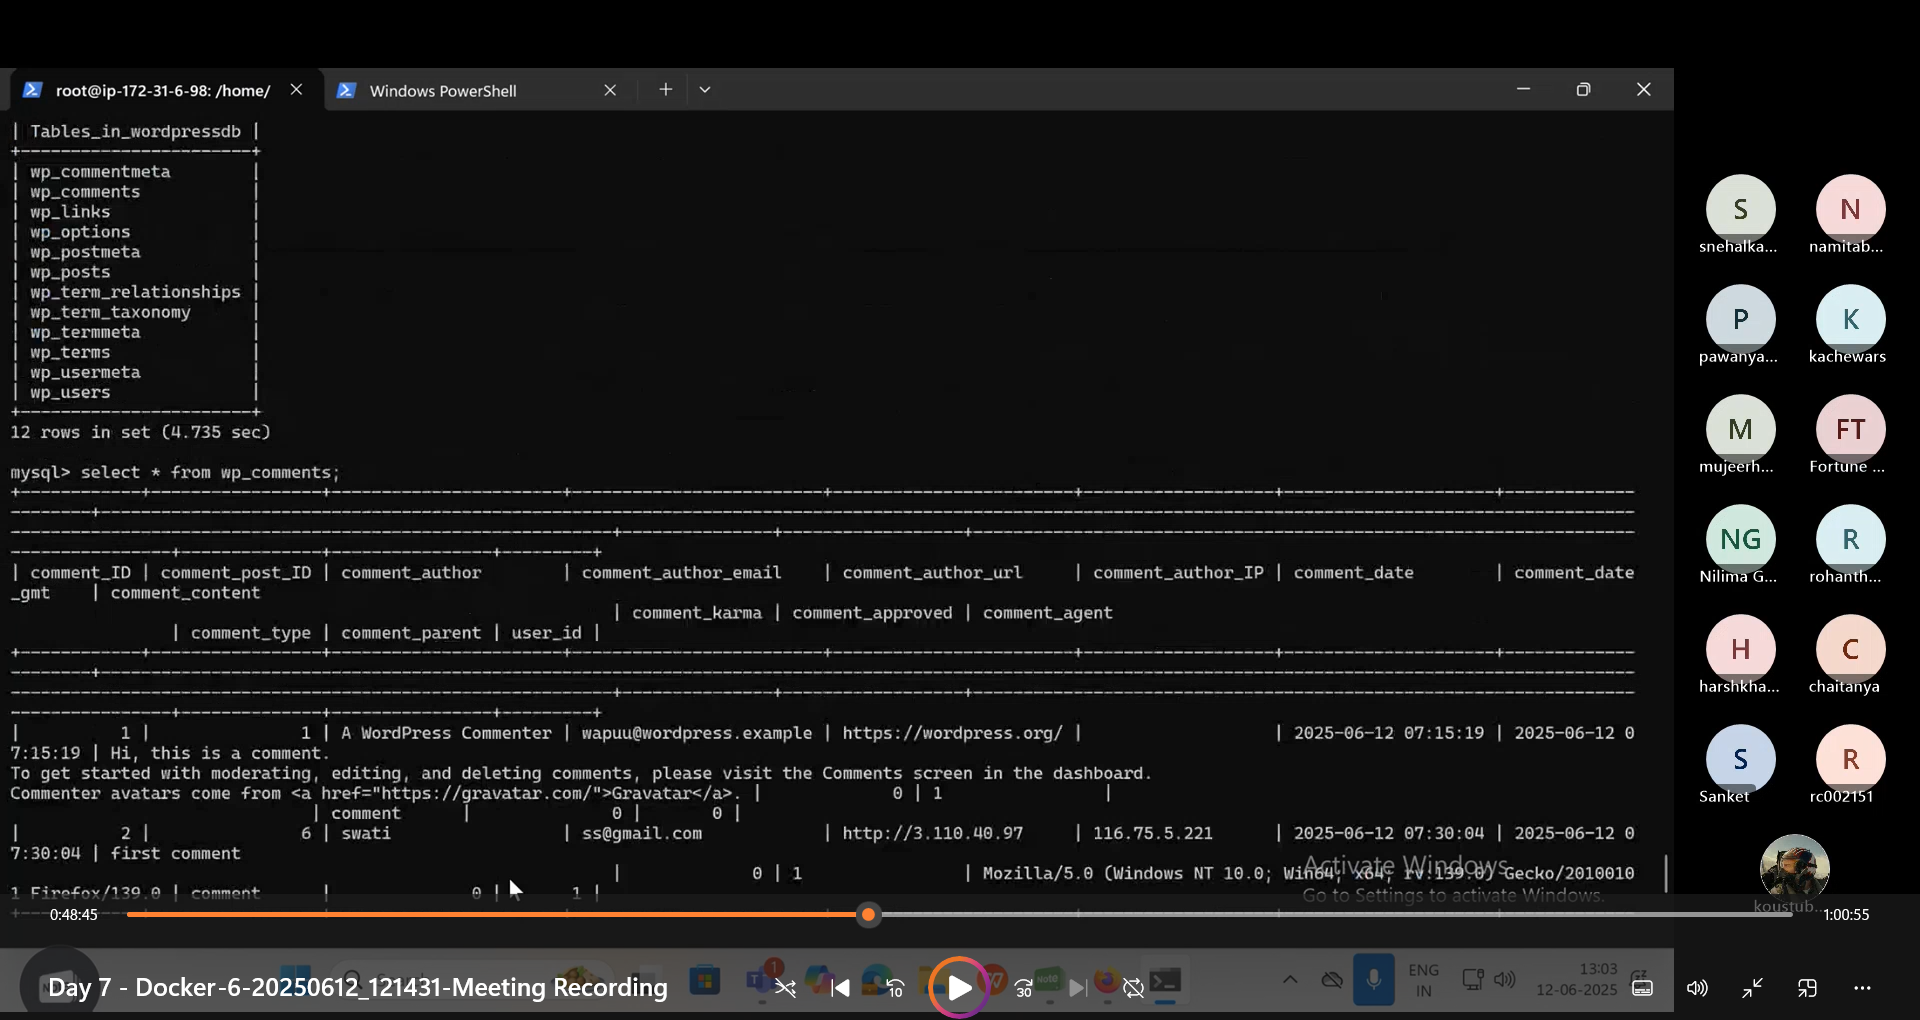 root@ip-172-31-6-98: /home/
Windows PowerShell
| Tables_in_wordpressdb |
+-----------------------+
| wp_commentmeta |
| wp_comments |
| wp_links |
| wp_options |
| wp_postmeta |
| wp_posts |
| wp_term_relationships |
| wp_term_taxonomy |
| wp_termmeta |
| wp_terms |
| wp_usermeta |
| wp_users |
+-----------------------+
12 rows in set (4.735 sec)
mysql> select * from wp_comments;
| comment_ID | comment_post_ID | comment_author | comment_author_email | comment_author_url | comment_author_IP | comment_date | comment_date
_gmt | comment_content
| comment_karma | comment_approved | comment_agent
| comment_type | comment_parent | user_id |
| 1 | 1 | A WordPress Commenter | wapuu@wordpress.example | https://wordpress.org/ | | 2025-06-12 07:15:19 | 2025-06-12 0
7:15:19 | Hi, this is a comment.
To get started with moderating, editing, and deleting comments, please visit the Comments screen in the dashboard.
Commenter avatars come from <a href="https://gravatar.com/">Gravatar</a>. | 0 | 1 |
| comment | 0 | 0 |
| 2 | 6 | swati | ss@gmail.com | http://3.110.40.97 | 116.75.5.221 | 2025-06-12 07:30:04 | 2025-06-12 0
7:30:04 | first comment
| 0 | 1 | Mozilla/5.0 (Windows NT 10.0; Win64; x64; rv:139.0) Gecko/2010010
1 Firefox/139.0 | comment | 0 | 1 |
Activate Windows
Go to Settings to activate Windows.
S
snehalka...
N
namitab...
P
pawanya...
K
kachewars
M
mujeerh...
FT
Fortune ...
NG
Nilima G...
R
rohanth...
H
harshkha...
C
chaitanya
S
Sanket
R
rc002151
koustub...
0:48:45
1:00:55
Day 7 - Docker-6-20250612_121431-Meeting Recording
1
10
30
ENG
IN
13:03
12-06-2025